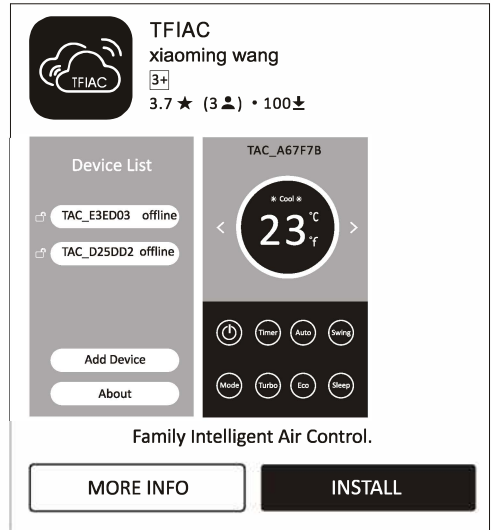 TFIAC
TFIAC
xiaoming wang
3+
3.7 ★ (3) • 100
Device List
TAC_E3ED03 offline
TAC_D25DD2 offline
Add Device
About
TAC_A67F7B
Cool
23 °C
°f
Timer Auto Swing
Mode Turbo Eco Sleep
Family Intelligent Air Control.
MORE INFO
INSTALL